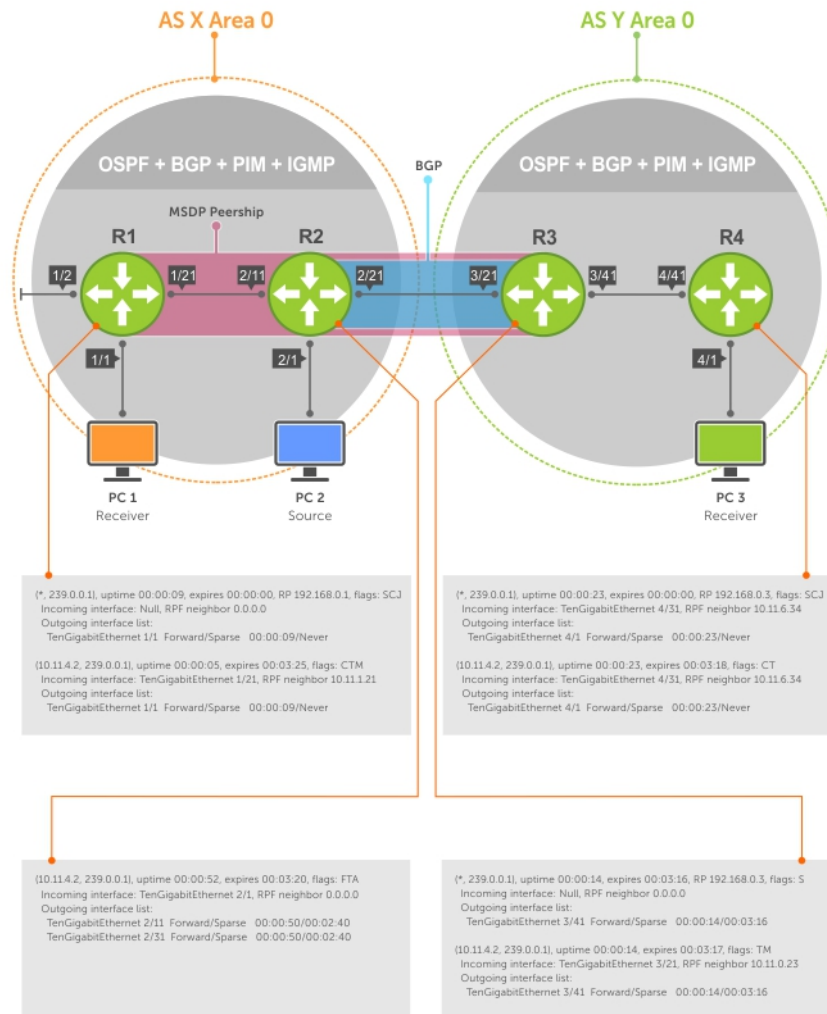 AS X Area 0
AS Y Area 0
OSPF + BGP + PIM + IGMP
BGP
OSPF + BGP + PIM + IGMP
MSDP Peership
R1
R2
R3
R4
1/2
1/21
2/11
2/21
3/21
3/41
4/41
1/1
2/1
4/1
PC 1
Receiver
PC 2
Source
PC 3
Receiver
(*, 239.0.0.1), uptime 00:00:09, expires 00:00:00, RP 192.168.0.1, flags: SCJ
Incoming interface: Null, RPF neighbor 0.0.0.0
Outgoing interface list:
TenGigabitEthernet 1/1 Forward/Sparse 00:00:09/Never
(10.11.4.2, 239.0.0.1), uptime 00:00:05, expires 00:03:25, flags: CTM
Incoming interface: TenGigabitEthernet 1/21, RPF neighbor 10.11.1.21
Outgoing interface list:
TenGigabitEthernet 1/1 Forward/Sparse 00:00:09/Never
(*, 239.0.0.1), uptime 00:00:23, expires 00:00:00, RP 192.168.0.3, flags: SCJ
Incoming interface: TenGigabitEthernet 4/31, RPF neighbor 10.11.6.34
Outgoing interface list:
TenGigabitEthernet 4/1 Forward/Sparse 00:00:23/Never
(10.11.4.2, 239.0.0.1), uptime 00:00:23, expires 00:03:18, flags: CT
Incoming interface: TenGigabitEthernet 4/31, RPF neighbor 10.11.6.34
Outgoing interface list:
TenGigabitEthernet 4/1 Forward/Sparse 00:00:23/Never
(10.11.4.2, 239.0.0.1), uptime 00:00:52, expires 00:03:20, flags: FTA
Incoming interface: TenGigabitEthernet 2/1, RPF neighbor 0.0.0.0
Outgoing interface list:
TenGigabitEthernet 2/11 Forward/Sparse 00:00:50/00:02:40
TenGigabitEthernet 2/31 Forward/Sparse 00:00:50/00:02:40
(*, 239.0.0.1), uptime 00:00:14, expires 00:03:16, RP 192.168.0.3, flags: S
Incoming interface: Null, RPF neighbor 0.0.0.0
Outgoing interface list:
TenGigabitEthernet 3/41 Forward/Sparse 00:00:14/00:03:16
(10.11.4.2, 239.0.0.1), uptime 00:00:14, expires 00:03:17, flags: TM
Incoming interface: TenGigabitEthernet 3/21, RPF neighbor 10.11.0.23
Outgoing interface list:
TenGigabitEthernet 3/41 Forward/Sparse 00:00:14/00:03:16